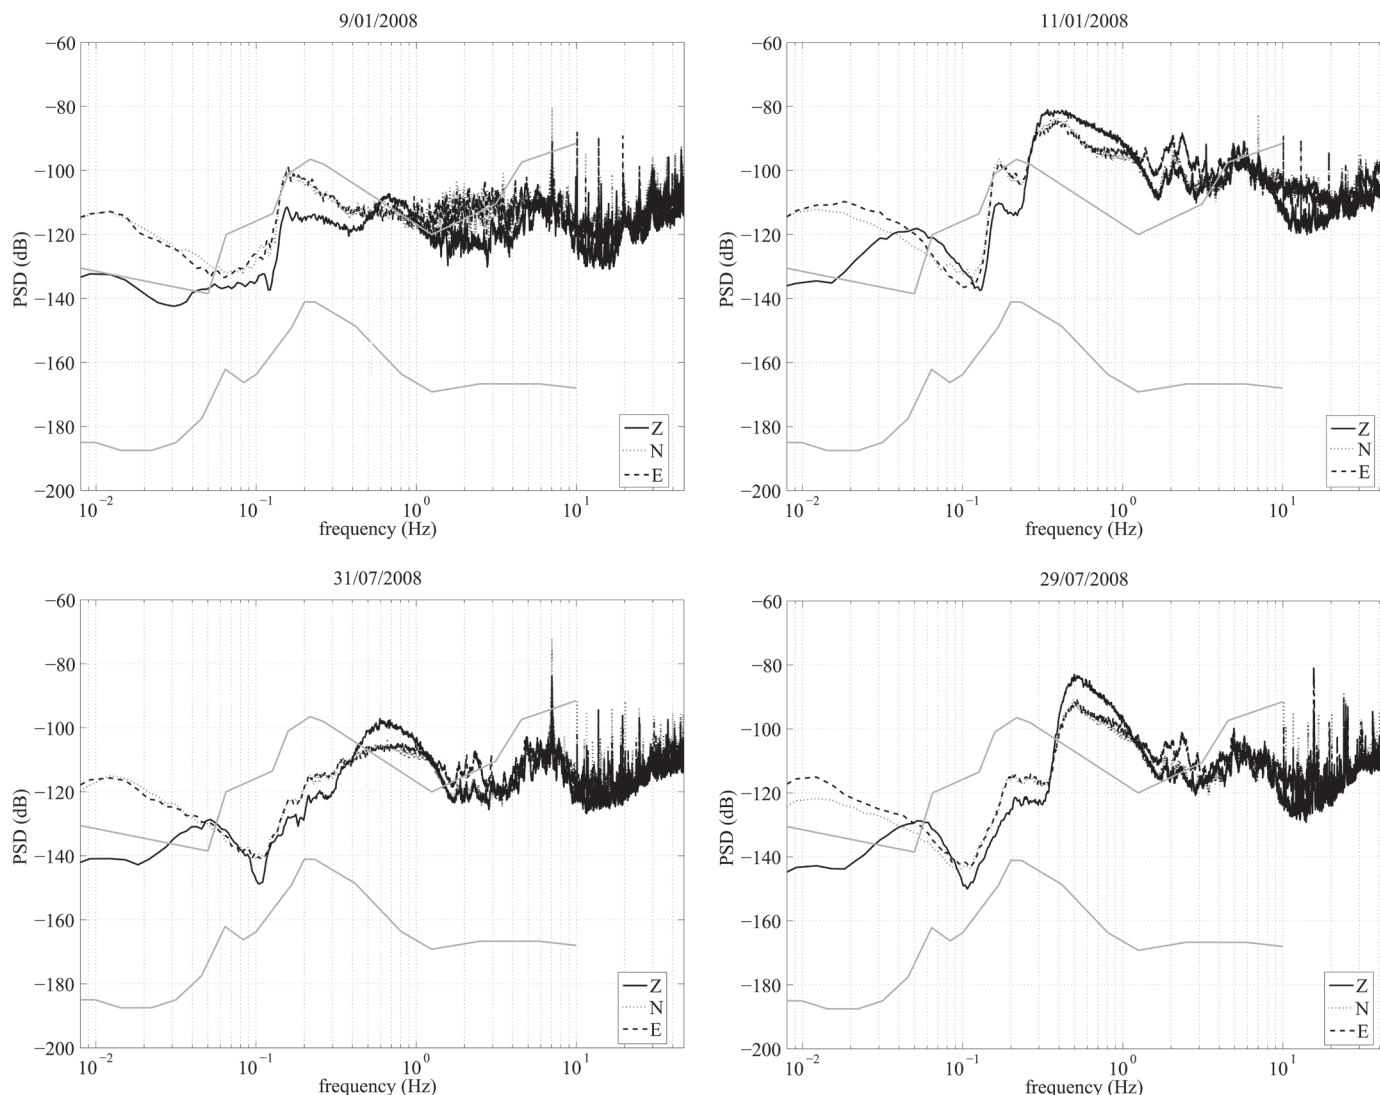 9/01/2008
11/01/2008
−60
−80
−100
−120
−140
−160
−180
−200
PSD (dB)
10⁻² 10⁻¹ 10⁰ 10¹
frequency (Hz)
Z
N
E
−60
−80
−100
−120
−140
−160
−180
−200
PSD (dB)
10⁻² 10⁻¹ 10⁰ 10¹
frequency (Hz)
Z
N
E
31/07/2008
29/07/2008
−60
−80
−100
−120
−140
−160
−180
−200
PSD (dB)
10⁻² 10⁻¹ 10⁰ 10¹
frequency (Hz)
Z
N
E
−60
−80
−100
−120
−140
−160
−180
−200
PSD (dB)
10⁻² 10⁻¹ 10⁰ 10¹
frequency (Hz)
Z
N
E